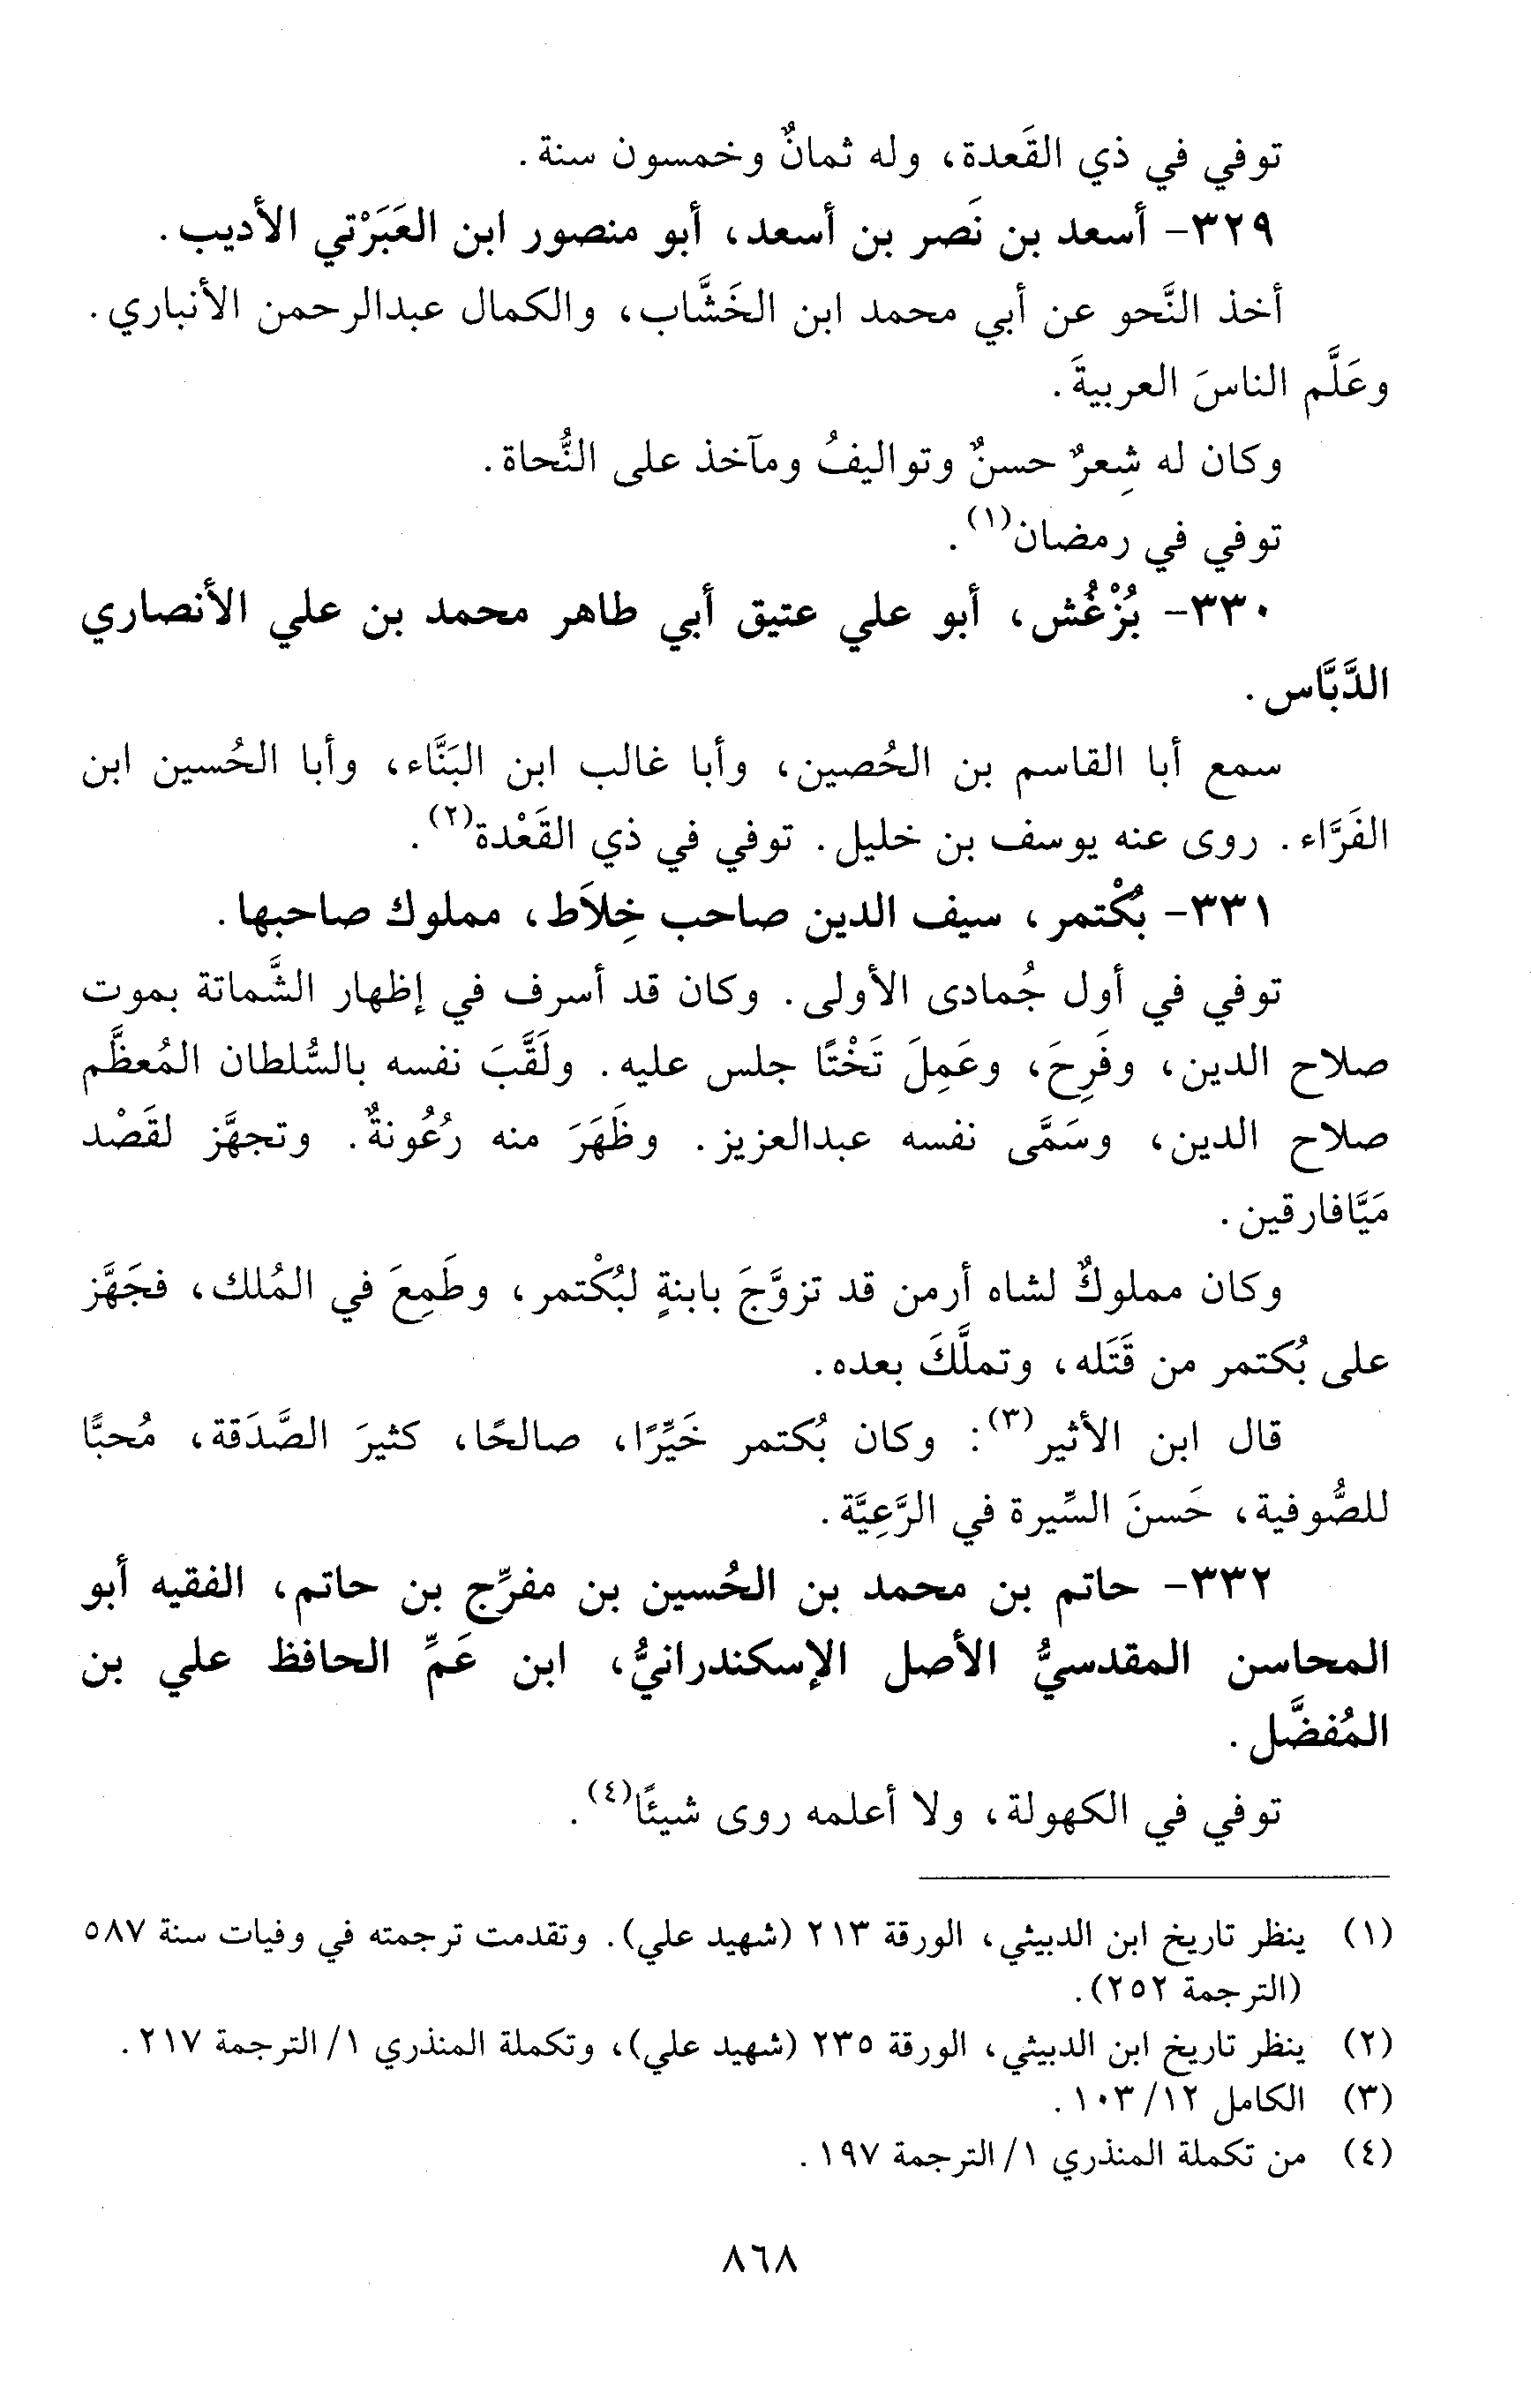 توفي في ذي القَعدة، وله ثمانٌ وخمسون سنة.
٣٢٩- أسعد بن نَصر بن أسعد، أبو منصور ابن العَبَرْتي الأديب.
أخذ النَّحو عن أبي محمد ابن الخَشَّاب، والكمال عبدالرحمن الأنباري.
وعَلَّم الناسَ العربيةَ.
وكان له شِعرٌ حسنٌ وتواليفُ ومآخذ على النُّحاة.
توفي في رمضان(١).
٣٣٠- بُزْغُش، أبو علي عتيق أبي طاهر محمد بن علي الأنصاري
الدَّبَّاس.
سمع أبا القاسم بن الحُصين، وأبا غالب ابن البَنَّاء، وأبا الحُسين ابن
الفَرَّاء. روى عنه يوسف بن خليل. توفي في ذي القَعْدة(٢).
٣٣١- بُكْتمر، سيف الدين صاحب خِلاَط، مملوك صاحبها.
توفي في أول جُمادى الأولى. وكان قد أسرف في إظهار الشَّماتة بموت
صلاح الدين، وفَرِحَ، وعَمِلَ تَخْتًا جلس عليه. ولَقَّبَ نفسه بالسُّلطان المُعظَّم
صلاح الدين، وسَمَّى نفسه عبدالعزيز. وظَهَرَ منه رُعُونةٌ. وتجهَّز لقَصْد
مَيَّافارقين.
وكان مملوكٌ لشاه أرمن قد تزوَّجَ بابنةٍ لبُكْتمر، وطَمِعَ في المُلك، فجَهَّز
على بُكتمر من قَتَله، وتملَّكَ بعده.
قال ابن الأثير(٣): وكان بُكتمر خَيِّرًا، صالحًا، كثيرَ الصَّدَقة، مُحبًّا
للصُّوفية، حَسنَ السِّيرة في الرَّعِيَّة.
٣٣٢- حاتم بن محمد بن الحُسين بن مفرِّج بن حاتم، الفقيه أبو
المحاسن المقدسيُّ الأصل الإسكندرانيُّ، ابن عَمِّ الحافظ علي بن
المُفضَّل.
توفي في الكهولة، ولا أعلمه روى شيئًا(٤).
(١) ينظر تاريخ ابن الدبيثي، الورقة ٢١٣ (شهيد علي). وتقدمت ترجمته في وفيات سنة ٥٨٧
(الترجمة ٢٥٢).
(٢) ينظر تاريخ ابن الدبيثي، الورقة ٢٣٥ (شهيد علي)، وتكملة المنذري ١/ الترجمة ٢١٧.
(٣) الكامل ١٢/ ١٠٣.
(٤) من تكملة المنذري ١/ الترجمة ١٩٧.
٨٦٨